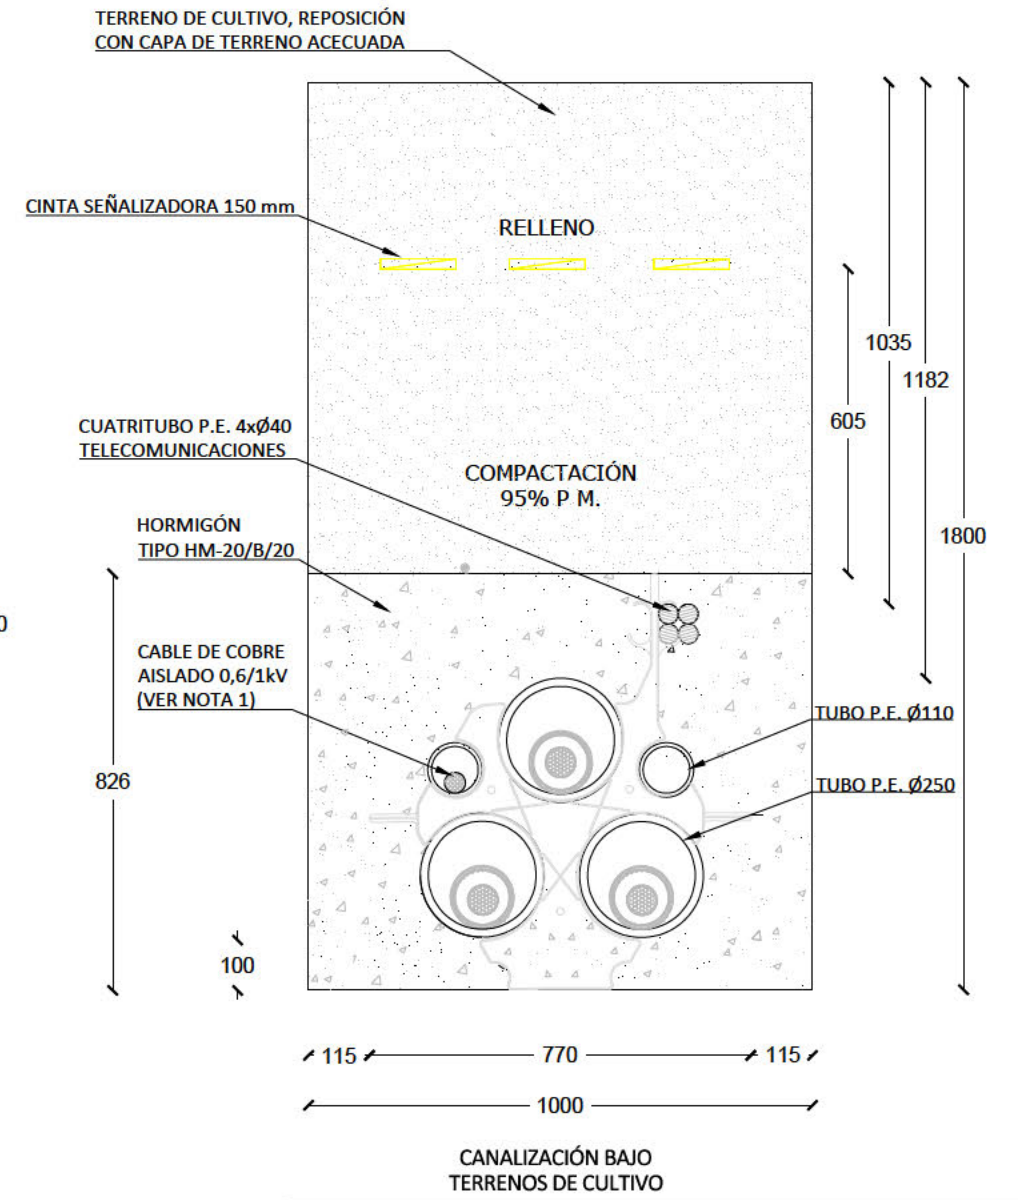 TERRENO DE CULTIVO, REPOSICIÓN
CON CAPA DE TERRENO ACECUADA
CINTA SEÑALIZADORA 150 mm
RELLENO
1035
1182
605
CUATRITUBO P.E. 4xØ40
TELECOMUNICACIONES
COMPACTACIÓN
95% P M.
HORMIGÓN
TIPO HM-20/B/20
1800
0
CABLE DE COBRE
AISLADO 0,6/1kV
(VER NOTA 1)
TUBO P.E. Ø110
826
TUBO P.E. Ø250
100
115
770
115
1000
CANALIZACIÓN BAJO
TERRENOS DE CULTIVO